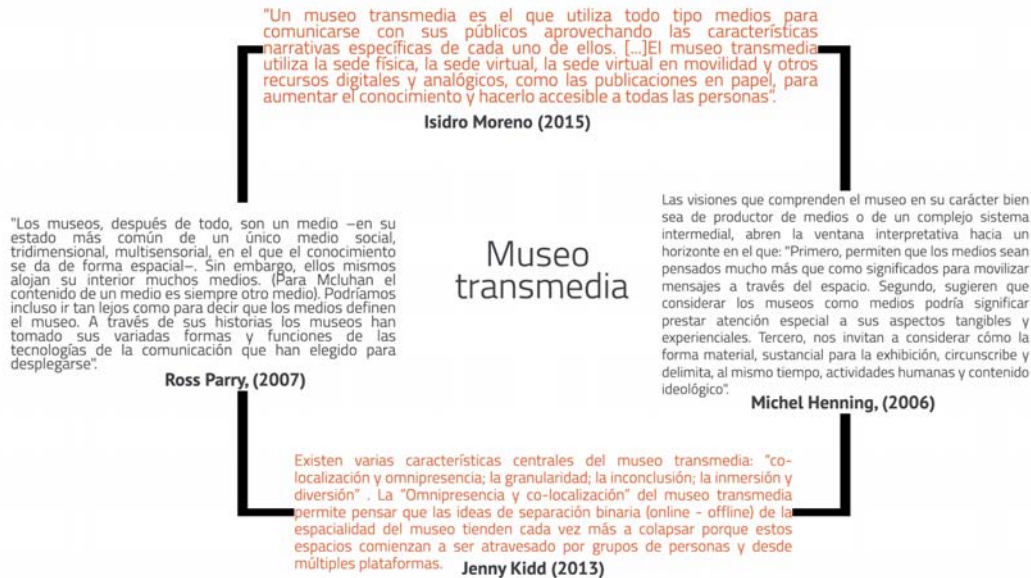 "Un museo transmedia es el que utiliza todo tipo medios para
comunicarse con sus públicos aprovechando las características
narrativas específicas de cada uno de ellos. [...]El museo transmedia
utiliza la sede física, la sede virtual, la sede virtual en movilidad y otros
recursos digitales y analógicos, como las publicaciones en papel, para
aumentar el conocimiento y hacerlo accesible a todas las personas".
Isidro Moreno (2015)
"Los museos, después de todo, son un medio –en su
estado más común de un único medio social,
tridimensional, multisensorial, en el que el conocimiento
se da de forma espacial–. Sin embargo, ellos mismos
alojan su interior muchos medios. (Para Mcluhan el
contenido de un medio es siempre otro medio). Podríamos
incluso ir tan lejos como para decir que los medios definen
el museo. A través de sus historias los museos han
tomado sus variadas formas y funciones de las
tecnologías de la comunicación que han elegido para
desplegarse".
Ross Parry, (2007)
Museo
transmedia
Las visiones que comprenden el museo en su carácter bien
sea de productor de medios o de un complejo sistema
intermedial, abren la ventana interpretativa hacia un
horizonte en el que: "Primero, permiten que los medios sean
pensados mucho más que como significados para movilizar
mensajes a través del espacio. Segundo, sugieren que
considerar los museos como medios podría significar
prestar atención especial a sus aspectos tangibles y
experienciales. Tercero, nos invitan a considerar cómo la
forma material, sustancial para la exhibición, circunscribe y
delimita, al mismo tiempo, actividades humanas y contenido
ideológico".
Michel Henning, (2006)
Existen varias características centrales del museo transmedia: "co-
localización y omnipresencia; la granularidad; la inconclusión; la inmersión y
diversión" . La "Omnipresencia y co-localización" del museo transmedia
permite pensar que las ideas de separación binaria (online - offline) de la
espacialidad del museo tienden cada vez más a colapsar porque estos
espacios comienzan a ser atravesado por grupos de personas y desde
múltiples plataformas.
Jenny Kidd (2013)